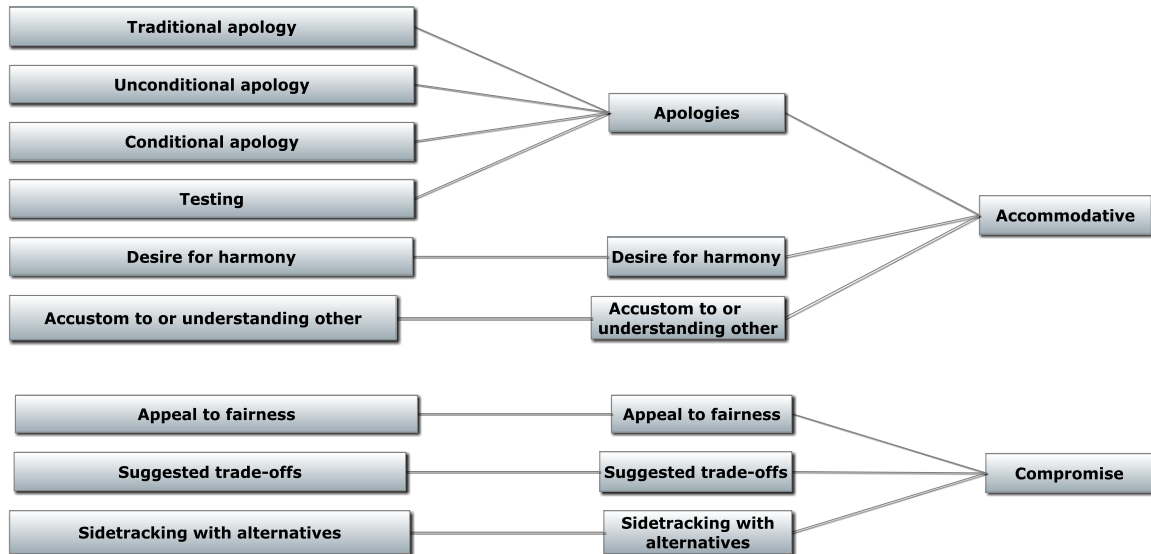 Traditional apology
Unconditional apology
Apologies
Conditional apology
Testing
Accommodative
Desire for harmony
Desire for harmony
Accustom to or understanding other
Accustom to or
understanding other
Appeal to fairness
Appeal to fairness
Suggested trade-offs
Suggested trade-offs
Compromise
Sidetracking with alternatives
Sidetracking with
alternatives